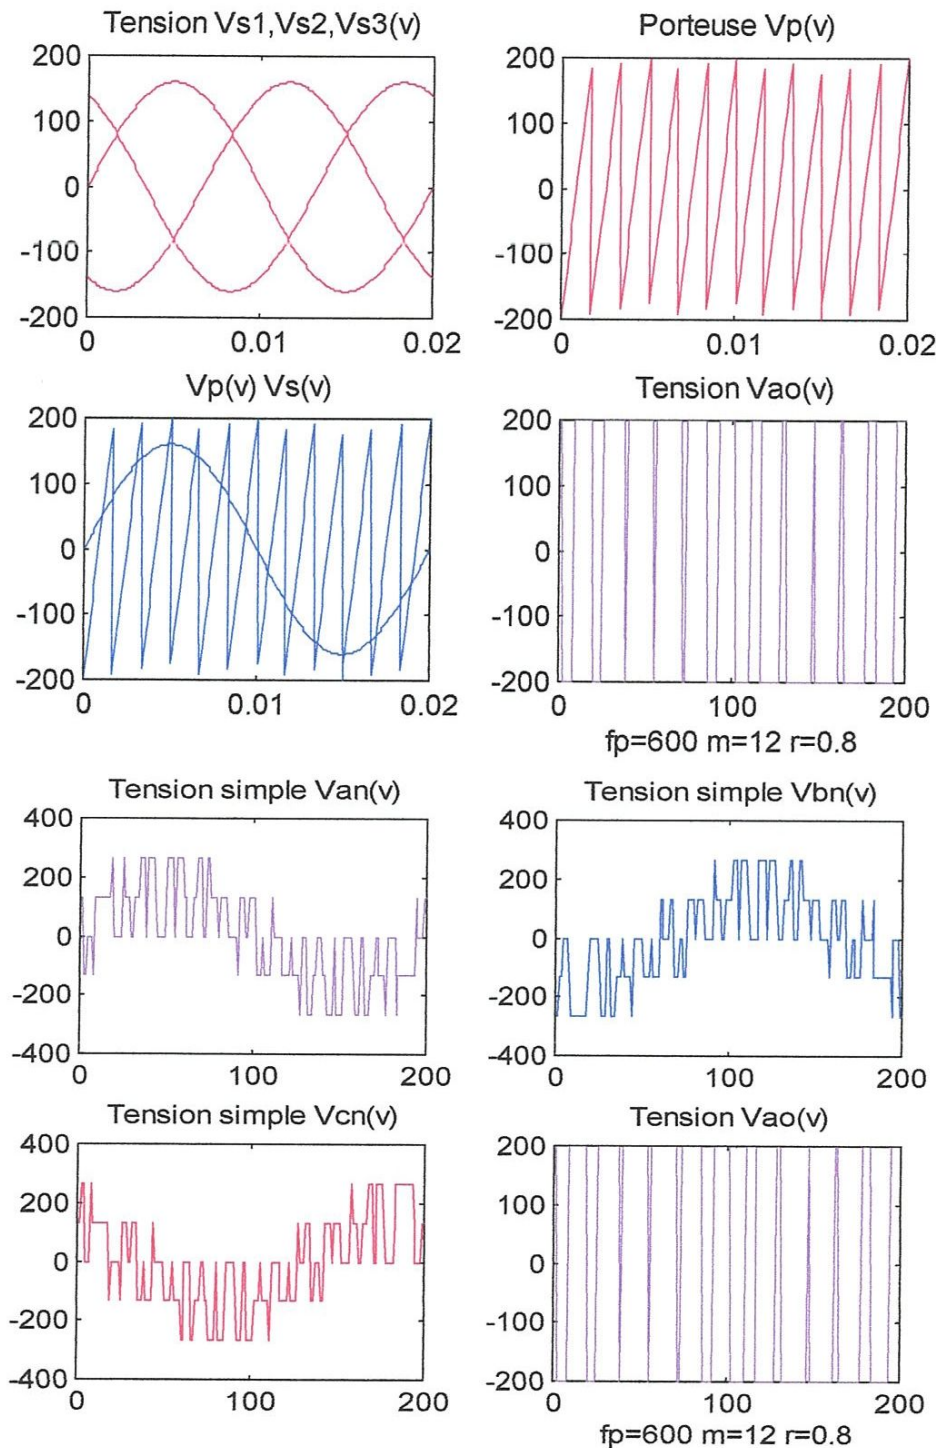 Tension Vs1,Vs2,Vs3(v)
200
100
0
-100
-200
0 0.01 0.02
Porteuse Vp(v)
200
100
0
-100
-200
0 0.01 0.02
Vp(v) Vs(v)
200
100
0
-100
-200
0 0.01 0.02
Tension Vao(v)
200
100
0
-100
-200
0 100 200
fp=600 m=12 r=0.8
Tension simple Van(v)
400
200
0
-200
-400
0 100 200
Tension simple Vbn(v)
400
200
0
-200
-400
0 100 200
Tension simple Vcn(v)
400
200
0
-200
-400
0 100 200
Tension Vao(v)
200
100
0
-100
-200
0 100 200
fp=600 m=12 r=0.8